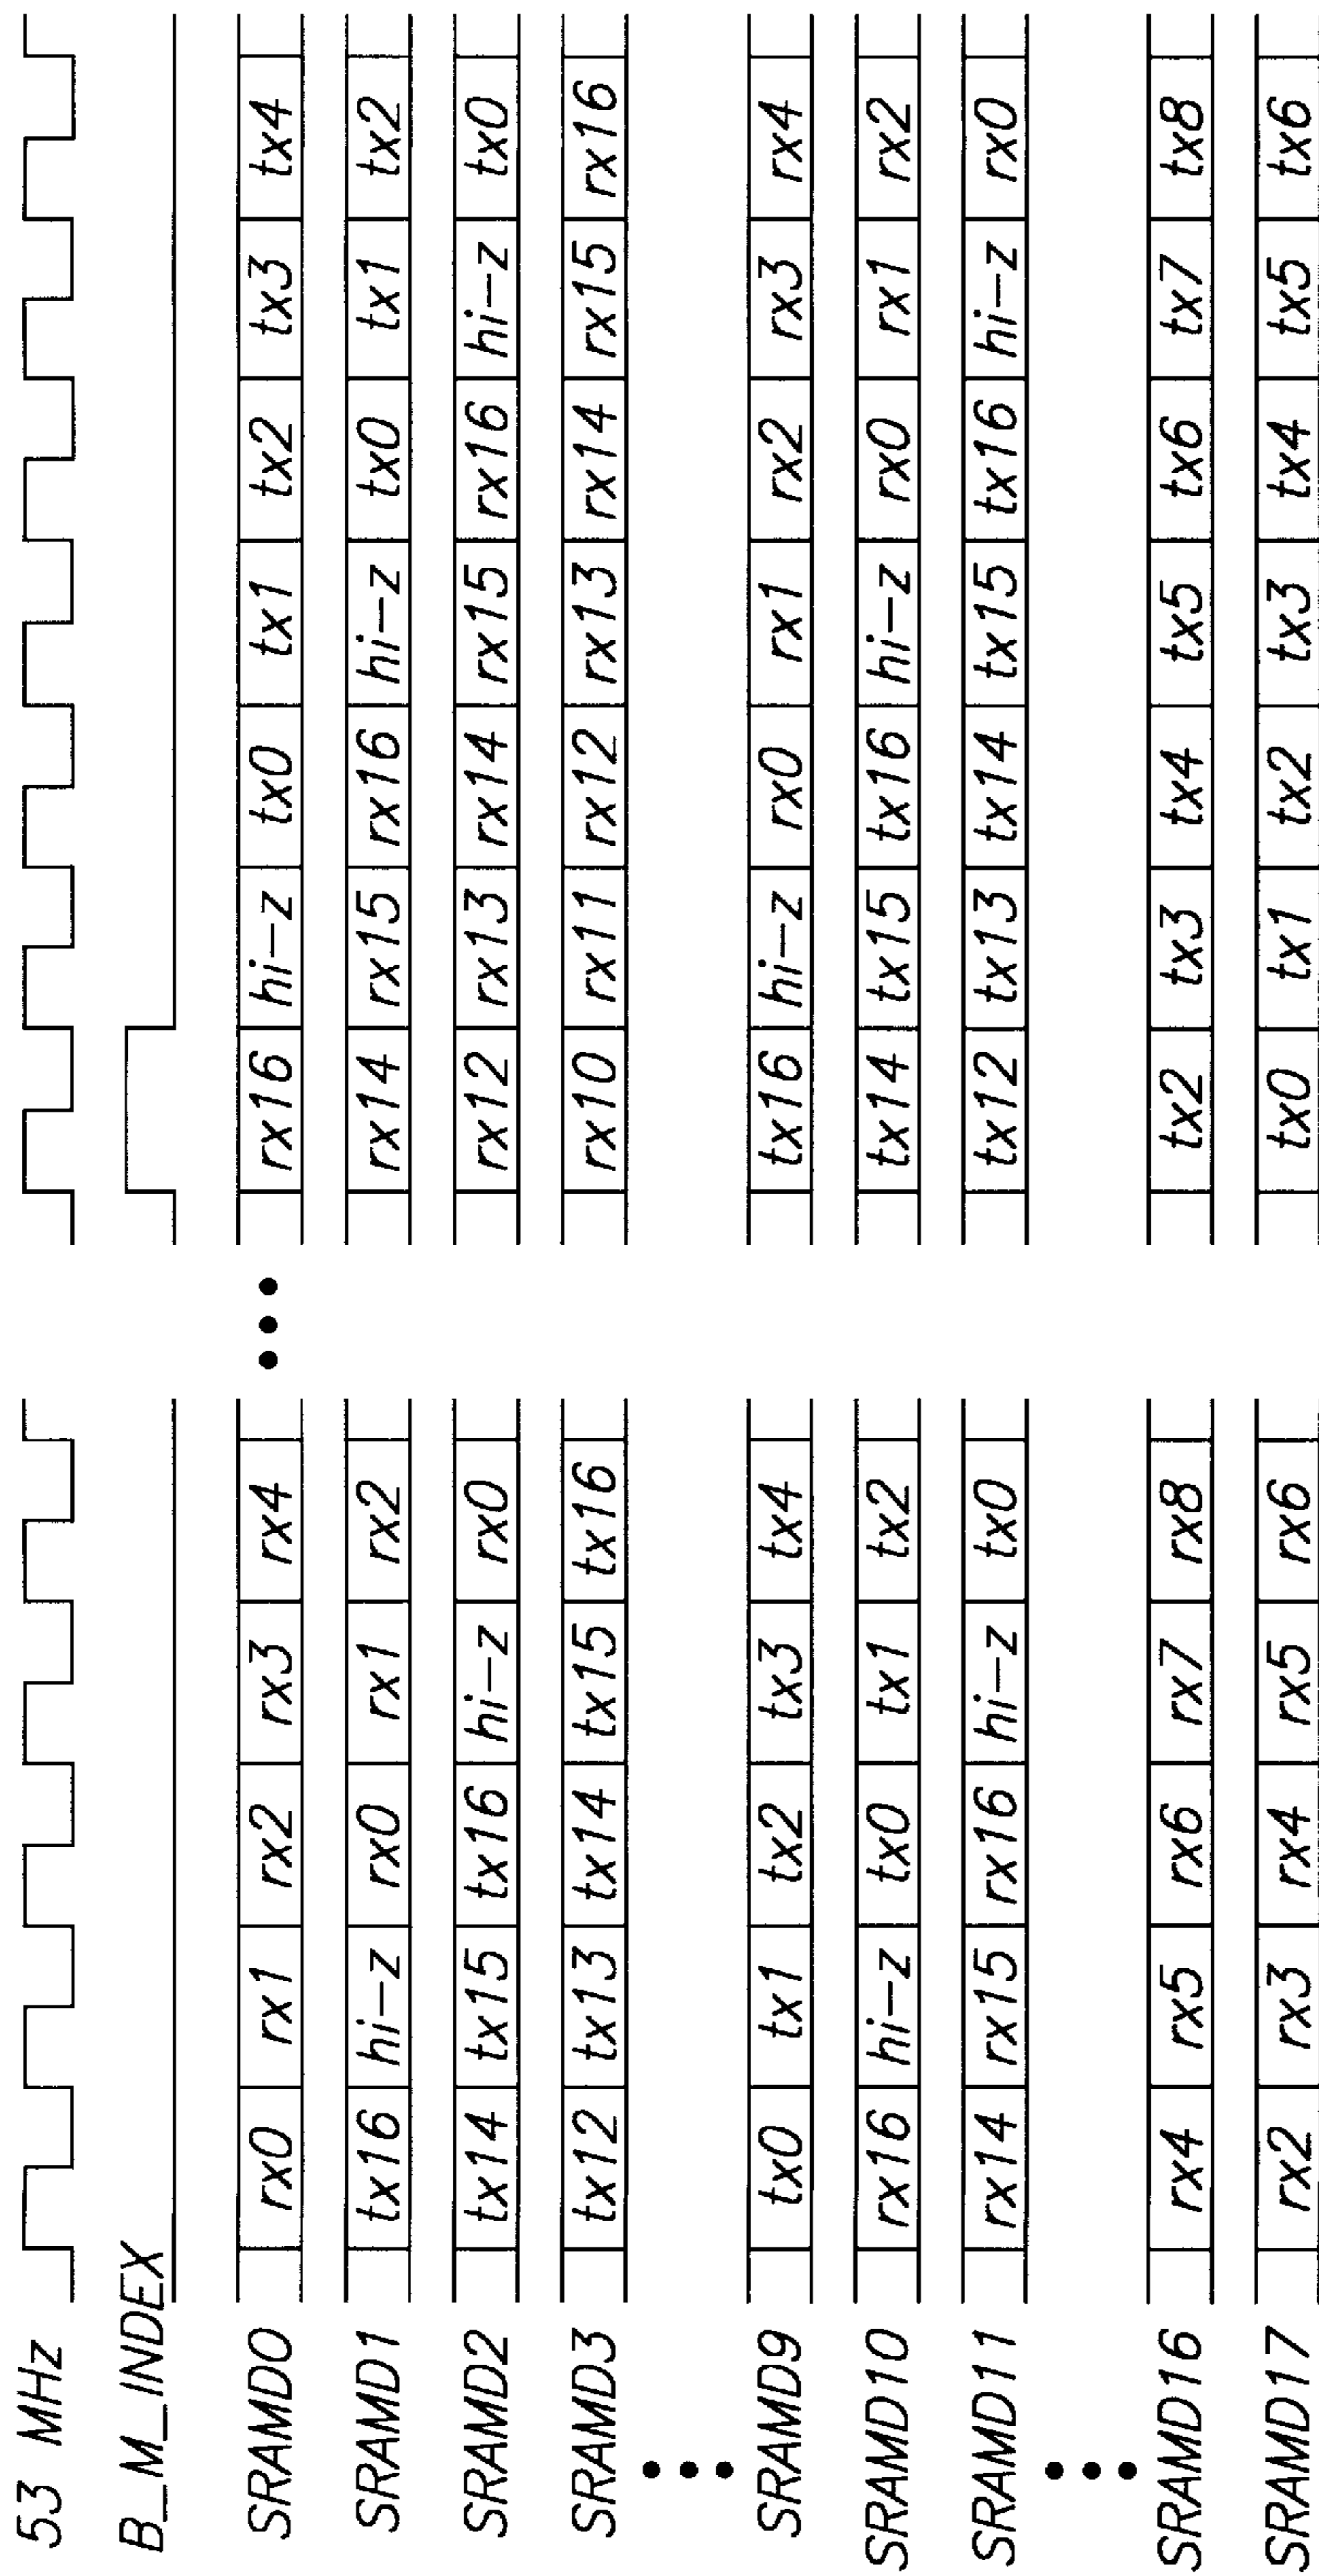 53 MHz
B_M_INDEX
SRAMD0 rx0 rx1 rx2 rx3 rx4 rx16 hi-z tx0 tx1 tx2 tx3 tx4
SRAMD1 tx16 hi-z rx0 rx1 rx2 rx14 rx15 rx16 hi-z tx0 tx1 tx2
SRAMD2 tx14 tx15 tx16 hi-z rx0 rx12 rx13 rx14 rx15 rx16 hi-z tx0
SRAMD3 tx12 tx13 tx14 tx15 tx16 rx10 rx11 rx12 rx13 rx14 rx15 rx16
SRAMD9 tx0 tx1 tx2 tx3 tx4 tx16 hi-z rx0 rx1 rx2 rx3 rx4
SRAMD10 rx16 hi-z tx0 tx1 tx2 tx14 tx15 tx16 hi-z rx0 rx1 rx2
SRAMD11 rx14 rx15 rx16 hi-z tx0 tx12 tx13 tx14 tx15 tx16 hi-z rx0
SRAMD16 rx4 rx5 rx6 rx7 rx8 tx2 tx3 tx4 tx5 tx6 tx7 tx8
SRAMD17 rx2 rx3 rx4 rx5 rx6 tx0 tx1 tx2 tx3 tx4 tx5 tx6